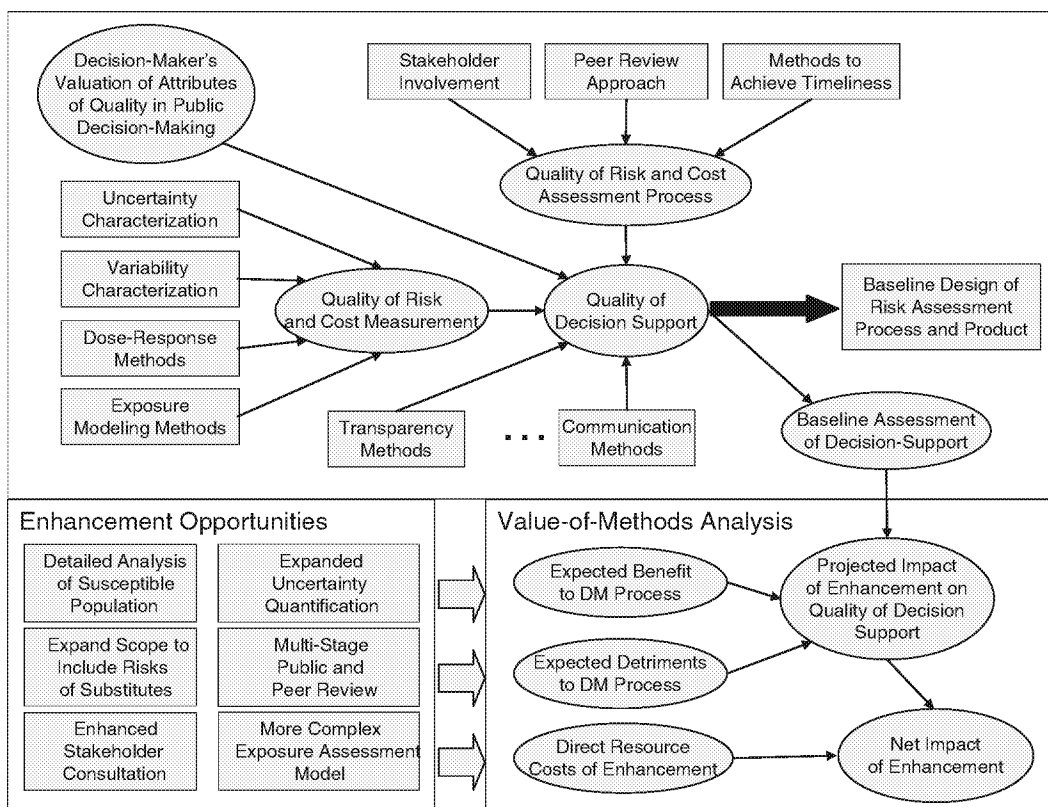 Decision-Maker's
Valuation of Attributes
of Quality in Public
Decision-Making
Stakeholder
Involvement
Peer Review
Approach
Methods to
Achieve Timeliness
Quality of Risk and Cost
Assessment Process
Uncertainty
Characterization
Variability
Characterization
Dose-Response
Methods
Exposure
Modeling Methods
Quality of Risk
and Cost Measurement
Quality of
Decision Support
Baseline Design of
Risk Assessment
Process and Product
Transparency
Methods
...
Communication
Methods
Baseline Assessment
of Decision-Support
Enhancement Opportunities
Detailed Analysis
of Susceptible
Population
Expanded
Uncertainty
Quantification
Expand Scope to
Include Risks
of Substitutes
Multi-Stage
Public and
Peer Review
Enhanced
Stakeholder
Consultation
More Complex
Exposure Assessment
Model
Value-of-Methods Analysis
Expected Benefit
to DM Process
Projected Impact
of Enhancement on
Quality of Decision
Support
Expected Detriments
to DM Process
Direct Resource
Costs of Enhancement
Net Impact
of Enhancement